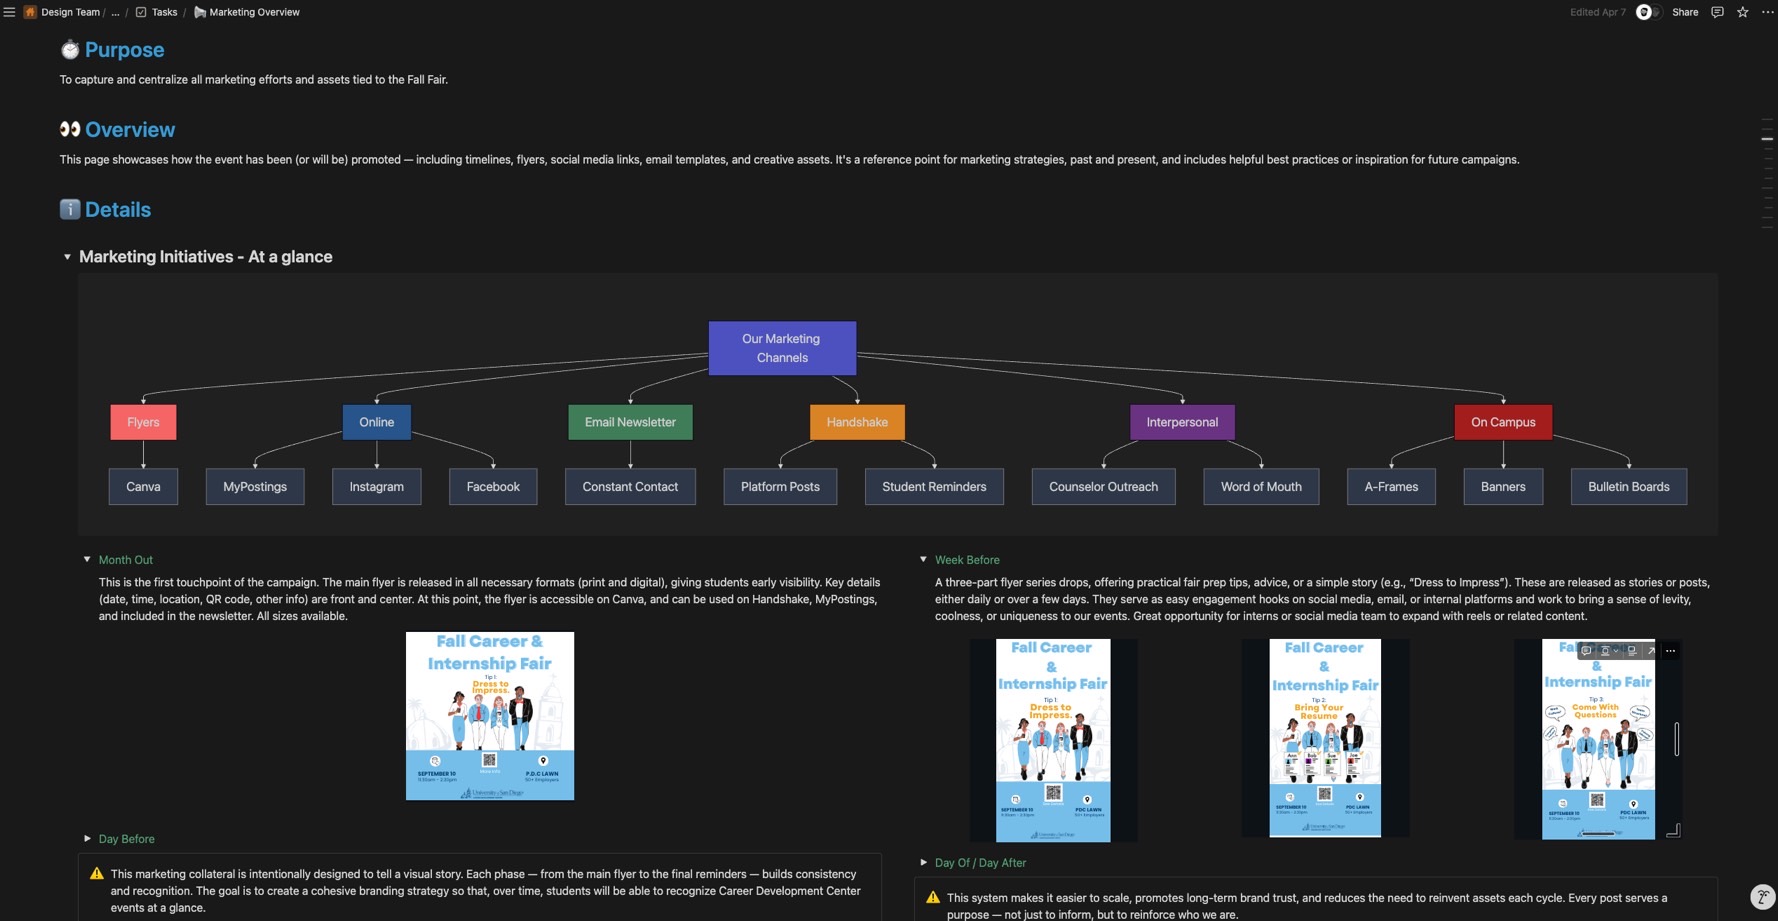 Design Team / ... / Tasks / Marketing Overview
Edited Apr 7 Share
Purpose
To capture and centralize all marketing efforts and assets tied to the Fall Fair.
Overview
This page showcases how the event has been (or will be) promoted — including timelines, flyers, social media links, email templates, and creative assets. It's a reference point for marketing strategies, past and present, and includes helpful best practices or inspiration for future campaigns.
Details
Marketing Initiatives - At a glance
Our Marketing
Channels
Flyers Online Email Newsletter Handshake Interpersonal On Campus
Canva MyPostings Instagram Facebook Constant Contact Platform Posts Student Reminders Counselor Outreach Word of Mouth A-Frames Banners Bulletin Boards
Month Out
This is the first touchpoint of the campaign. The main flyer is released in all necessary formats (print and digital), giving students early visibility. Key details
(date, time, location, QR code, other info) are front and center. At this point, the flyer is accessible on Canva, and can be used on Handshake, MyPostings,
and included in the newsletter. All sizes available.
Fall Career &
Internship Fair
Tip 1:
Dress to
Impress.
SEPTEMBER 10 P.D.C LAWN
11:30am - 2:30pm 50+ Employers
University of San Diego
Day Before
This marketing collateral is intentionally designed to tell a visual story. Each phase — from the main flyer to the final reminders — builds consistency
and recognition. The goal is to create a cohesive branding strategy so that, over time, students will be able to recognize Career Development Center
events at a glance.
Week Before
A three-part flyer series drops, offering practical fair prep tips, advice, or a simple story (e.g., “Dress to Impress”). These are released as stories or posts,
either daily or over a few days. They serve as easy engagement hooks on social media, email, or internal platforms and work to bring a sense of levity,
coolness, or uniqueness to our events. Great opportunity for interns or social media team to expand with reels or related content.
Fall Career
&
Internship Fair
Tip 1:
Dress to
Impress.
SEPTEMBER 10 PDC LAWN
50+ Employers
Fall Career
&
Internship Fair
Tip 2:
Bring Your
Resume
SEPTEMBER 10 PDC LAWN
50+ Employers
&
Internship Fair
Tip 3:
Come With
Questions
SEPTEMBER 10 PDC LAWN
50+ Employers
Day Of / Day After
This system makes it easier to scale, promotes long-term brand trust, and reduces the need to reinvent assets each cycle. Every post serves a
purpose — not just to inform, but to reinforce who we are.